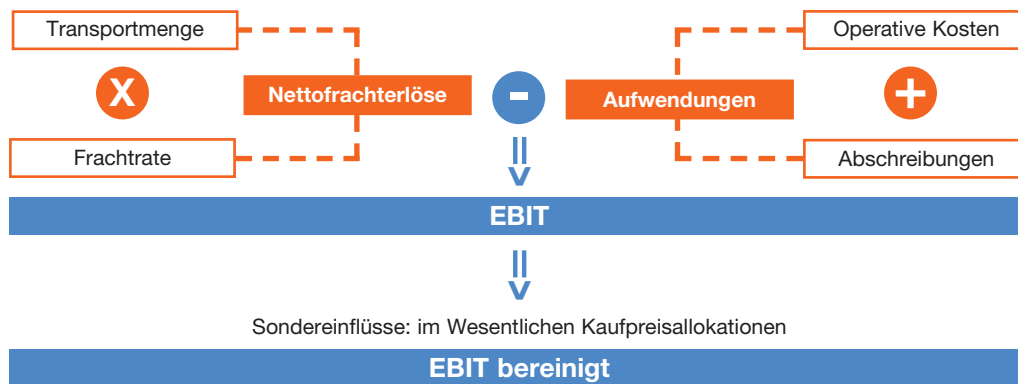 Transportmenge
Operative Kosten
X
Nettofrachterlöse
-
Aufwendungen
+
Frachtrate
Abschreibungen
EBIT
Sondereinflüsse: im Wesentlichen Kaufpreisallokationen
EBIT bereinigt